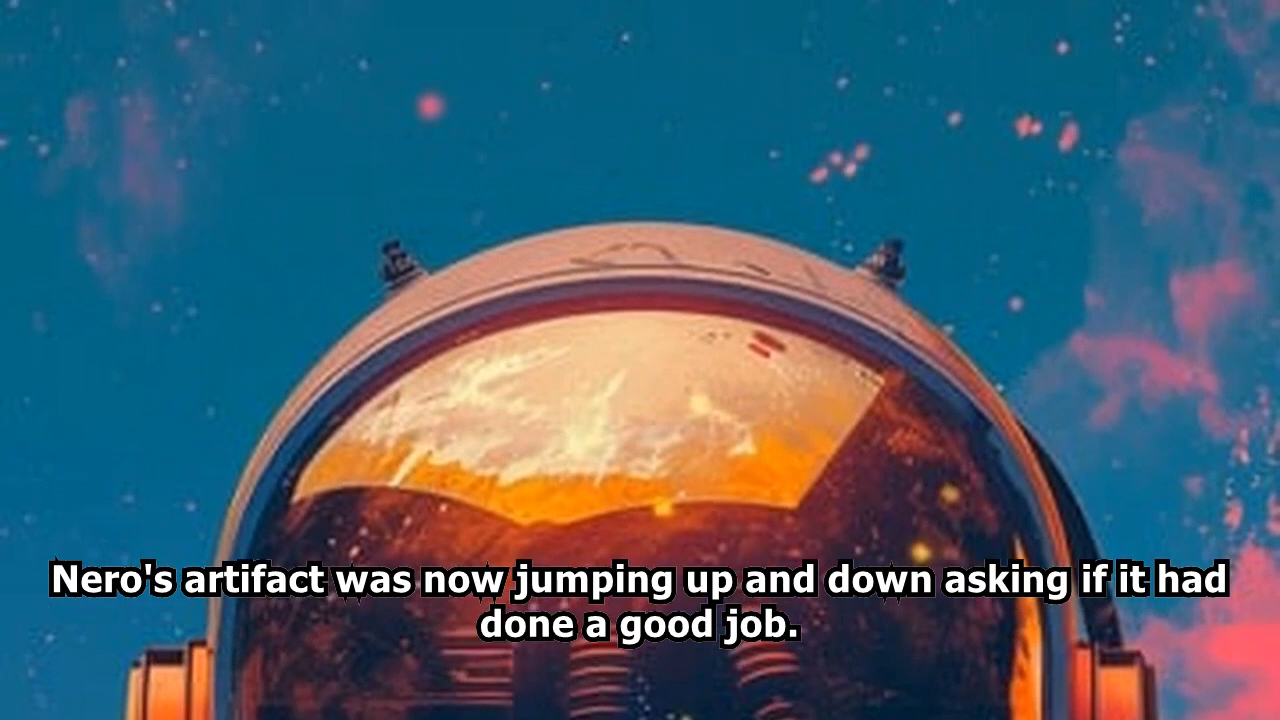 Nero's artifact was now jumping up and down asking if it had
done a good job.